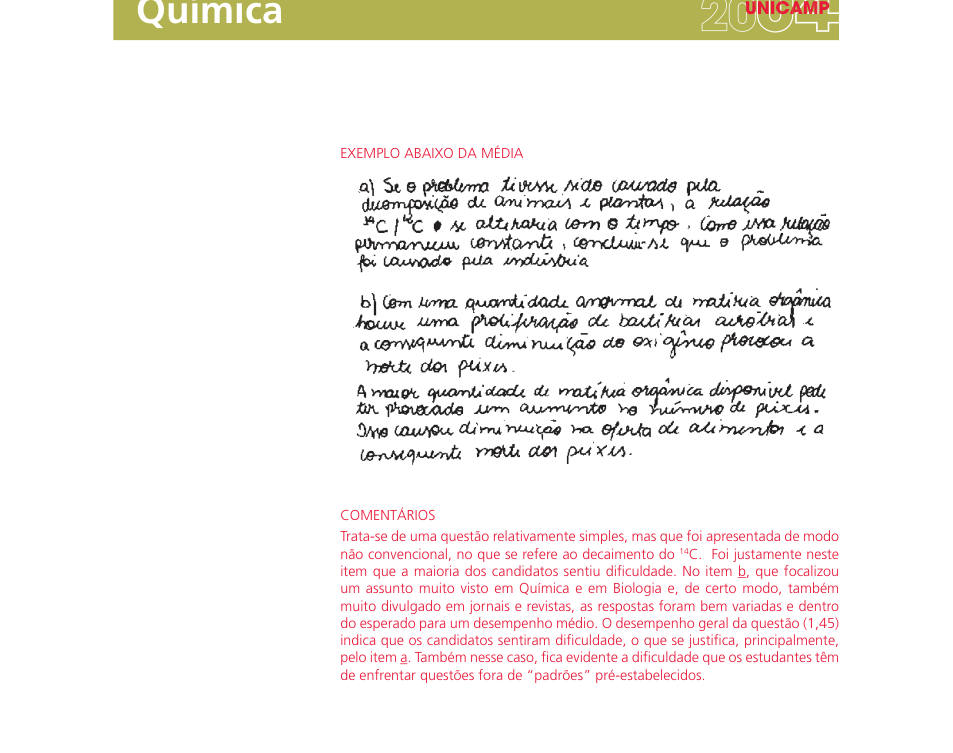 Química
2004
UNICAMP
EXEMPLO ABAIXO DA MÉDIA
a) Se o problema tivesse sido causado pela
decomposição de animais e plantas, a relação
¹⁴C / ¹²C se alteraria com o tempo. Como essa relação
permaneceu constante, conclui-se que o problema
foi causado pela indústria
b) Com uma quantidade anormal de matéria orgânica
houve uma proliferação de bactérias aeróbias e
a consequente diminuição do oxigênio provocou a
morte dos peixes.
A maior quantidade de matéria orgânica disponível pode
ter provocado um aumento no número de peixes.
Isso causou diminuição na oferta de alimentos e a
consequente morte dos peixes.
COMENTÁRIOS
Trata-se de uma questão relativamente simples, mas que foi apresentada de modo
não convencional, no que se refere ao decaimento do ¹⁴C. Foi justamente neste
item que a maioria dos candidatos sentiu dificuldade. No item b, que focalizou
um assunto muito visto em Química e em Biologia e, de certo modo, também
muito divulgado em jornais e revistas, as respostas foram bem variadas e dentro
do esperado para um desempenho médio. O desempenho geral da questão (1,45)
indica que os candidatos sentiram dificuldade, o que se justifica, principalmente,
pelo item a. Também nesse caso, fica evidente a dificuldade que os estudantes têm
de enfrentar questões fora de “padrões” pré-estabelecidos.